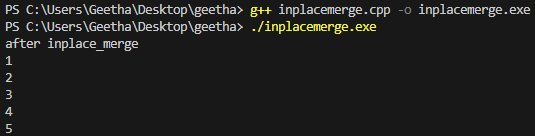 PS C:\Users\Geetha\Desktop\geetha> g++ inplacemerge.cpp -o inplacemerge.exe
PS C:\Users\Geetha\Desktop\geetha> ./inplacemerge.exe
after inplace_merge
1
2
3
4
5